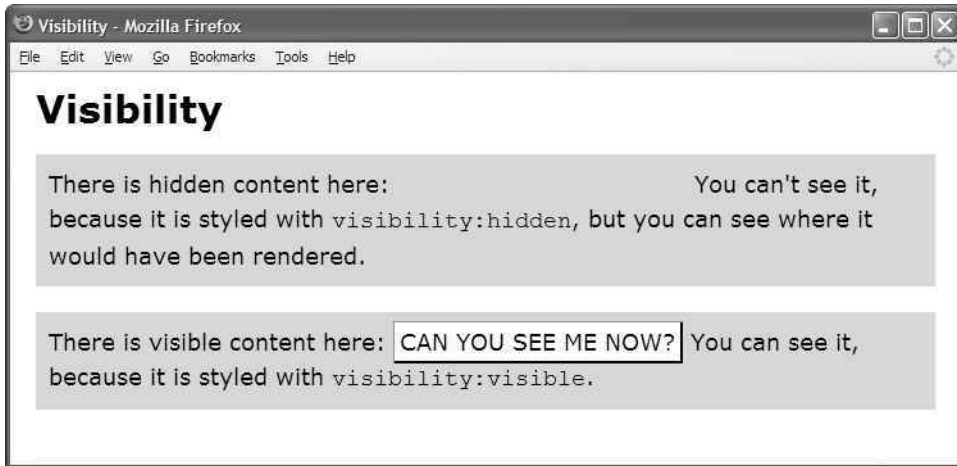 Visibility - Mozilla Firefox
File Edit View Go Bookmarks Tools Help
Visibility
There is hidden content here: You can't see it,
because it is styled with visibility:hidden, but you can see where it
would have been rendered.
There is visible content here: CAN YOU SEE ME NOW? You can see it,
because it is styled with visibility:visible.